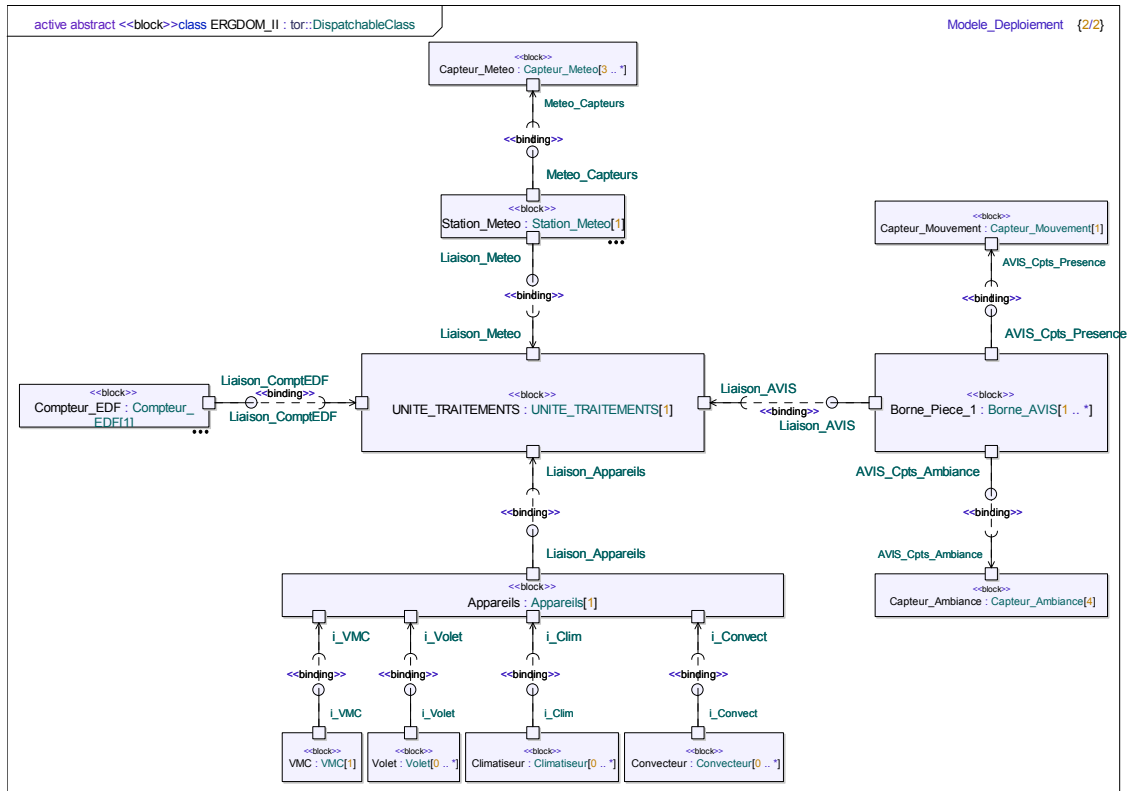 active abstract <<block>>class ERGDOM_II : tor::DispatchableClass
Modele_Deploiement {2/2}
<<block>>
Capteur_Meteo : Capteur_Meteo[3 .. *]
Meteo_Capteurs
<<binding>>
Meteo_Capteurs
<<block>>
Station_Meteo : Station_Meteo[1]
Liaison_Meteo
<<binding>>
Liaison_Meteo
<<block>>
Capteur_Mouvement : Capteur_Mouvement[1]
AVIS_Cpts_Presence
<<binding>>
AVIS_Cpts_Presence
<<block>>
Compteur_EDF : Compteur_
EDF[1]
Liaison_ComptEDF
<<binding>>
Liaison_ComptEDF
<<block>>
UNITE_TRAITEMENTS : UNITE_TRAITEMENTS[1]
Liaison_AVIS
<<binding>>
Liaison_AVIS
<<block>>
Borne_Piece_1 : Borne_AVIS[1 .. *]
AVIS_Cpts_Ambiance
<<binding>>
AVIS_Cpts_Ambiance
<<block>>
Capteur_Ambiance : Capteur_Ambiance[4]
Liaison_Appareils
<<binding>>
Liaison_Appareils
<<block>>
Appareils : Appareils[1]
i_VMC
i_Volet
i_Clim
i_Convect
<<binding>>
<<binding>>
<<binding>>
<<binding>>
i_VMC
i_Volet
i_Clim
i_Convect
<<block>>
VMC : VMC[1]
<<block>>
Volet : Volet[0 .. *]
<<block>>
Climatiseur : Climatiseur[0 .. *]
<<block>>
Convecteur : Convecteur[0 .. *]